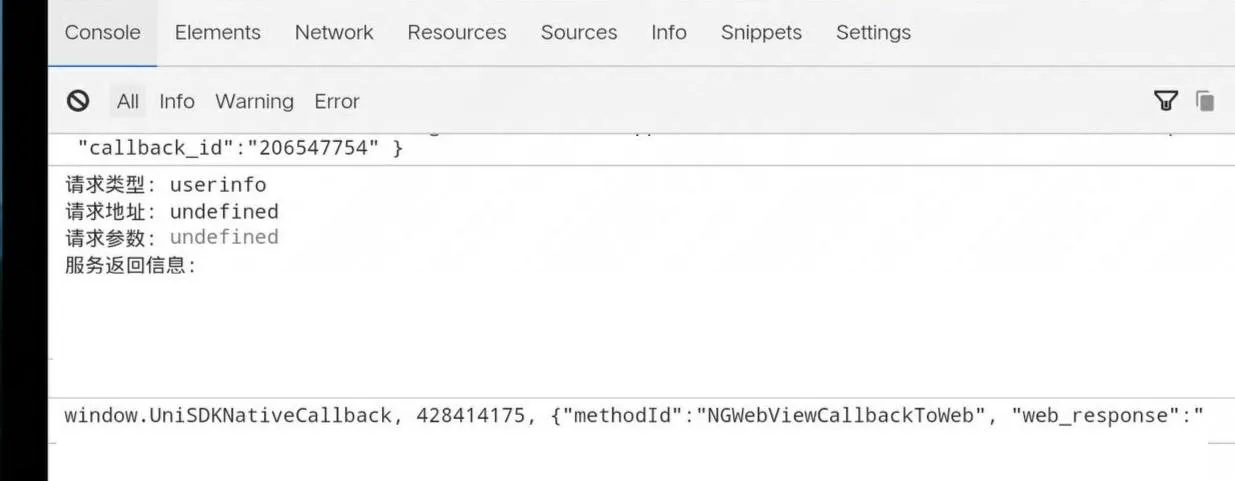 Console Elements Network Resources Sources Info Snippets Settings
All Info Warning Error
"callback_id":"206547754" }
请求类型: userinfo
请求地址: undefined
请求参数: undefined
服务返回信息:
window.UniSDKNativeCallback, 428414175, {"methodId":"NGWebViewCallbackToWeb", "web_response":"